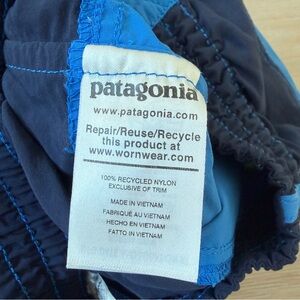 patagonia
www.patagonia.com
Repair/Reuse/Recycle
this product at
www.wornwear.com
100% RECYCLED NYLON
EXCLUSIVE OF TRIM
MADE IN VIETNAM
FABRIQUÉ AU VIETNAM
HECHO EN VIETNAM
FATTO IN VIETNAM